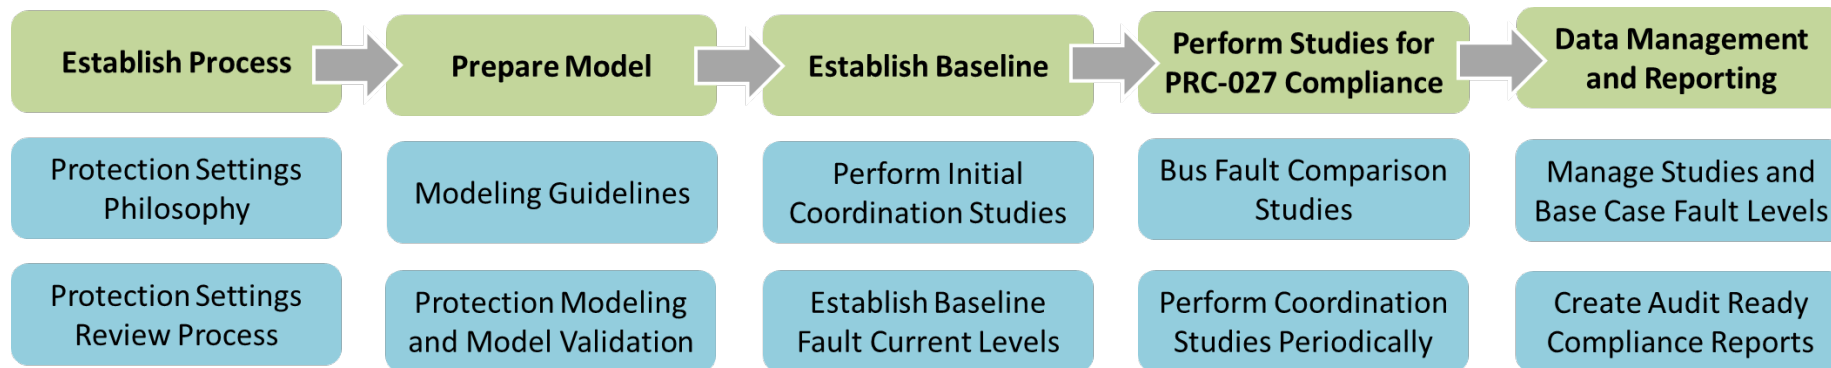 Establish Process
Prepare Model
Establish Baseline
Perform Studies for
PRC-027 Compliance
Data Management
and Reporting
Protection Settings
Philosophy
Modeling Guidelines
Perform Initial
Coordination Studies
Bus Fault Comparison
Studies
Manage Studies and
Base Case Fault Levels
Protection Settings
Review Process
Protection Modeling
and Model Validation
Establish Baseline
Fault Current Levels
Perform Coordination
Studies Periodically
Create Audit Ready
Compliance Reports